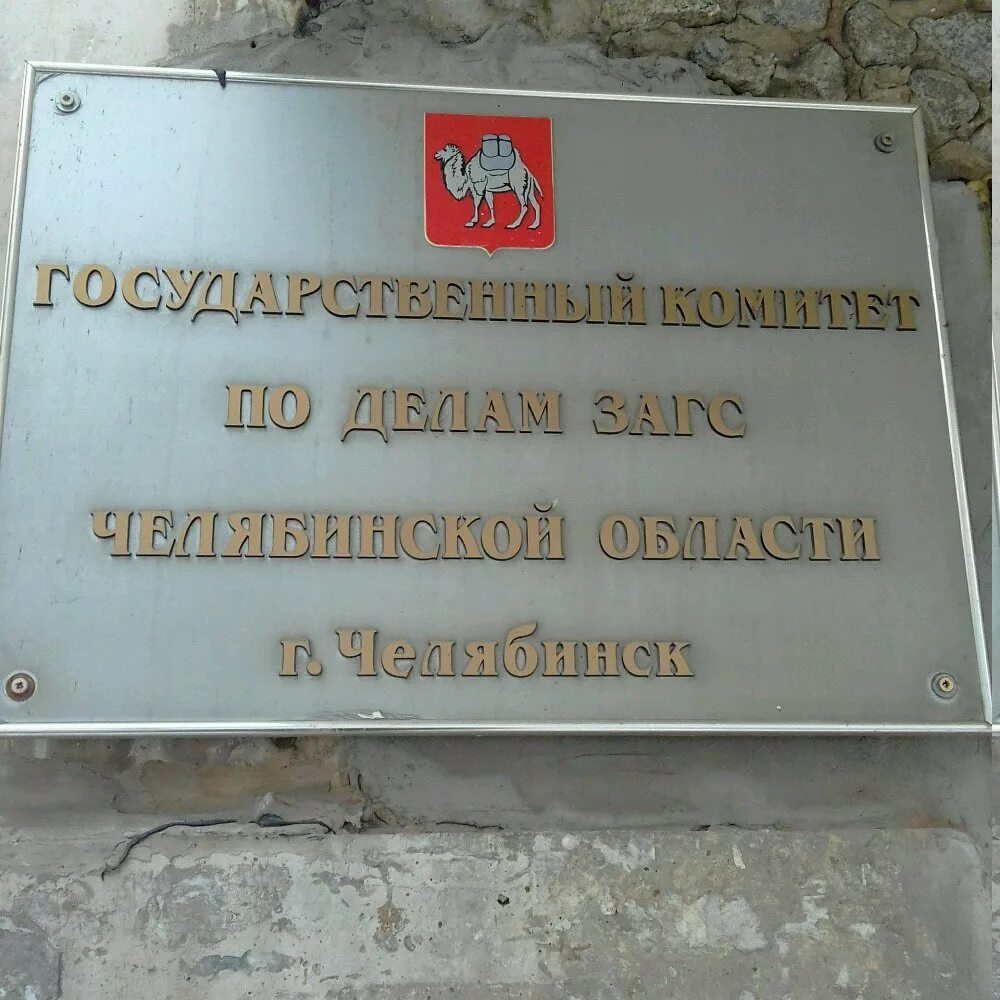 ГОСУДАРСТВЕННЫЙ КОМИТЕТ
ПО ДЕЛАМ ЗАГС
ЧЕЛЯБИНСКОЙ ОБЛАСТИ
г. Челябинск